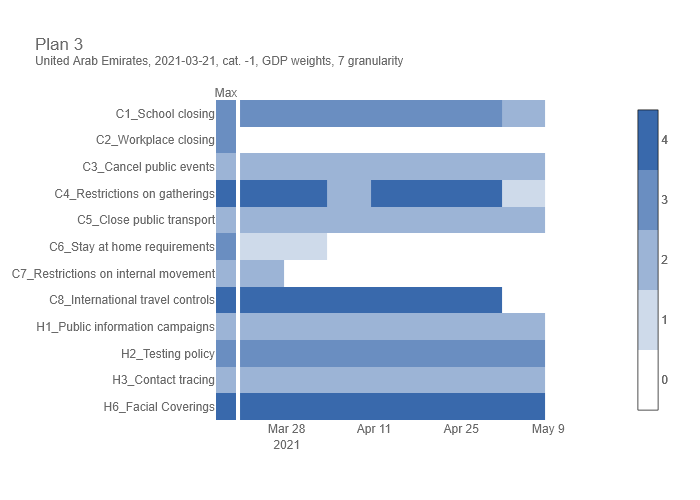 Plan 3
United Arab Emirates, 2021-03-21, cat. -1, GDP weights, 7 granularity
Max
C1_School closing
C2_Workplace closing
C3_Cancel public events
C4_Restrictions on gatherings
C5_Close public transport
C6_Stay at home requirements
C7_Restrictions on internal movement
C8_International travel controls
H1_Public information campaigns
H2_Testing policy
H3_Contact tracing
H6_Facial Coverings
Mar 28 Apr 11 Apr 25 May 9
2021
4
3
2
1
0